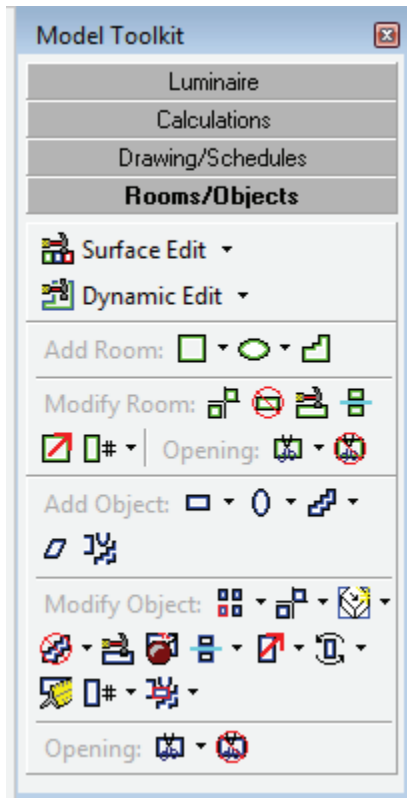 Model Toolkit
Luminaire
Calculations
Drawing/Schedules
Rooms/Objects
Surface Edit
Dynamic Edit
Add Room:
Modify Room:
# Opening:
Add Object:
Modify Object:
#
Opening: